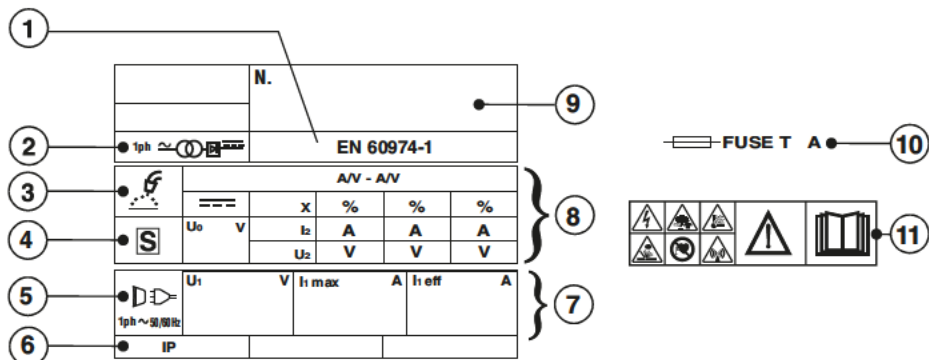 1
N.
9
2
1ph
EN 60974-1
FUSE T A
10
3
A/V - A/V
X % % %
8
4
S
U₀ V
I₂ A A A
U₂ V V V
11
5
U₁ V I₁ max A I₁ eff A
7
1ph ~ 50/60Hz
6
IP